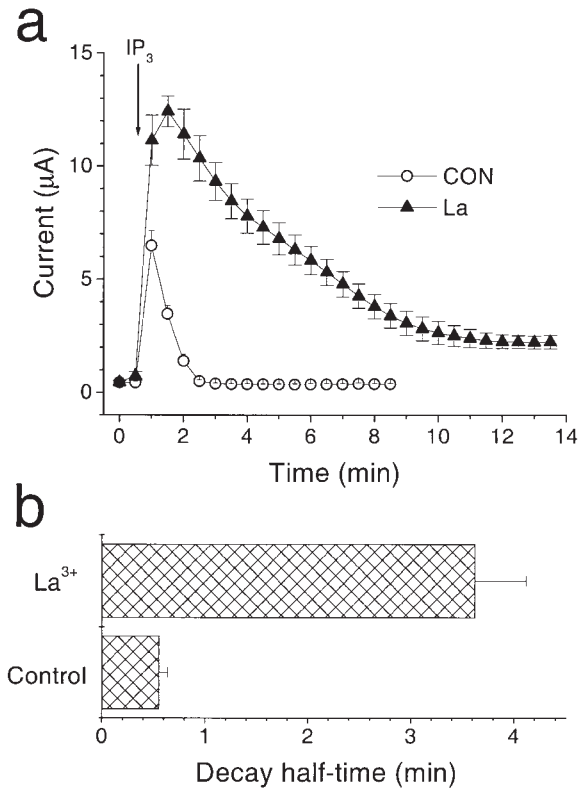 a
IP3
15
10
5
0
Current (μA)
CON
La
0 2 4 6 8 10 12 14
Time (min)
b
La3+
Control
0 1 2 3 4
Decay half-time (min)